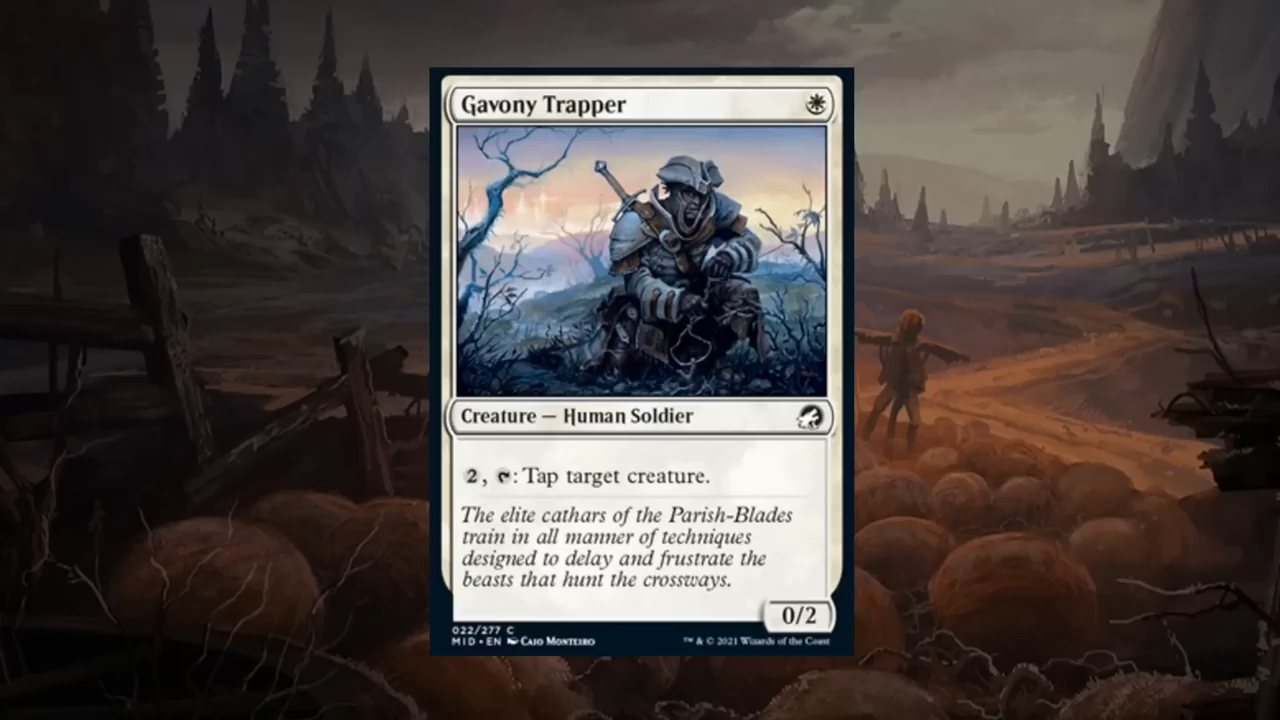 Gavony Trapper
Creature — Human Soldier
2, : Tap target creature.
The elite cathars of the Parish-Blades
train in all manner of techniques
designed to delay and frustrate the
beasts that hunt the crossways.
0/2
022/277 C
MID • EN Caio Monteiro
™ & © 2021 Wizards of the Coast